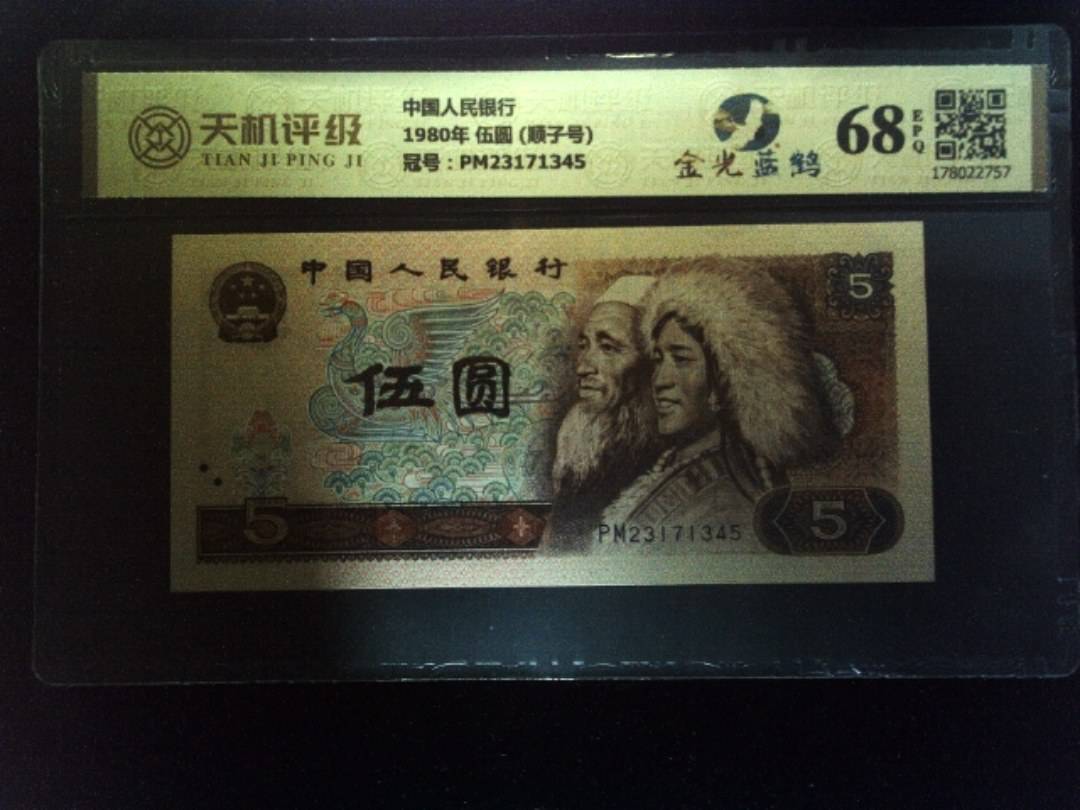 天机评级
TIAN JI PING JI
中国人民银行
1980年 伍圆 (顺子号)
冠号：PM23171345
金光蓝鹤
68 EPQ
178022757
中国人民银行
5
伍圆
5
PM23171345
5